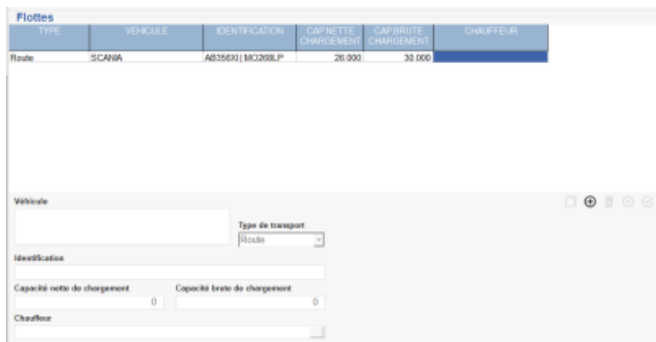 Flottes
TYPE VEHICULE IDENTIFICATION CAP.NETTE CHARGEMENT CAP.BRUTE CHARGEMENT CHAUFFEUR
Route SCANIA AB356XI | MO268LP 26.000 30.000
Véhicule
Type de transport
Route
Identification
Capacité nette de chargement Capacité brute de chargement
0 0
Chauffeur